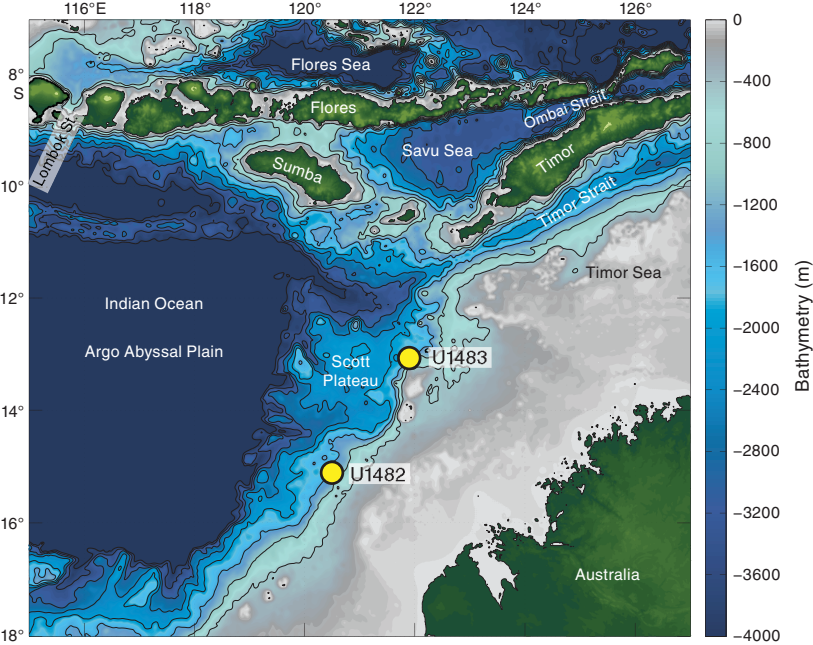 116°E
118°
120°
122°
124°
126°
8°
S
10°
12°
14°
16°
18°
Flores Sea
Flores
Ombai Strait
Lombok St.
Savu Sea
Sumba
Timor
Timor Strait
Timor Sea
Indian Ocean
Argo Abyssal Plain
Scott
Plateau
U1483
U1482
Australia
0
−400
−800
−1200
−1600
−2000
−2400
−2800
−3200
−3600
−4000
Bathymetry (m)